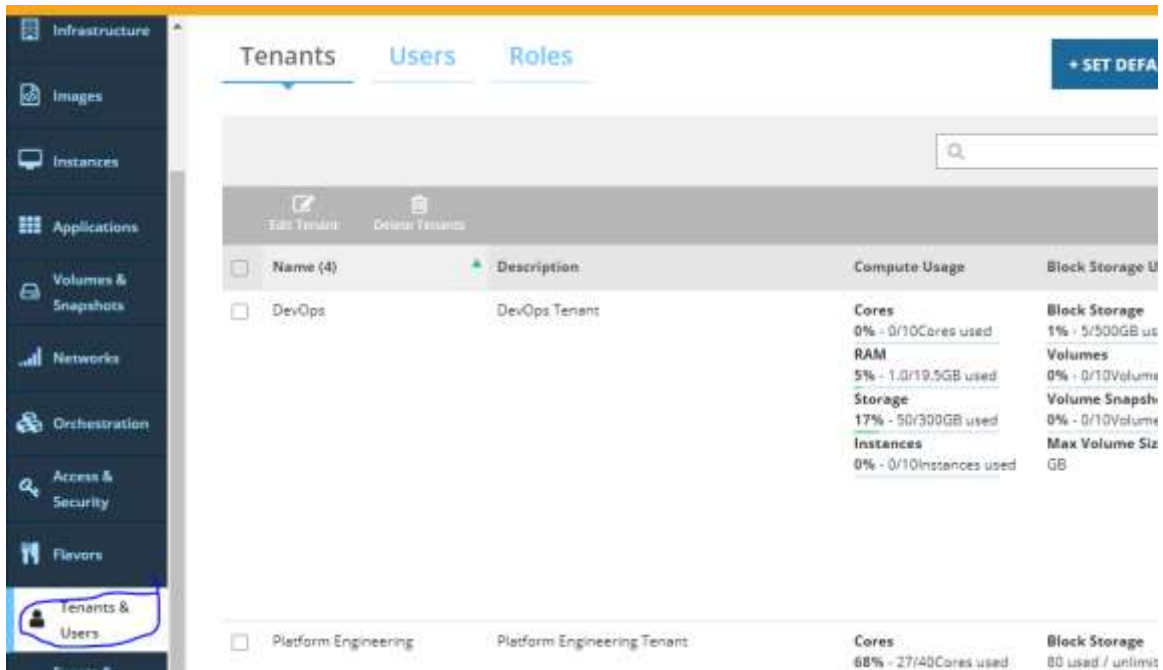 Infrastructure
Images
Instances
Applications
Volumes &
Snapshots
Networks
Orchestration
Access &
Security
Flavors
Tenants &
Users
Tenants Users Roles
+ SET DEFA
Edit Tenant Delete Tenants
Name (4) Description Compute Usage Block Storage U
DevOps DevOps Tenant Cores Block Storage
0% - 0/10Cores used 1% - 5/500GB us
RAM Volumes
5% - 1.0/19.5GB used 0% - 0/10Volume
Storage Volume Snapsh
17% - 50/300GB used 0% - 0/10Volume
Instances Max Volume Siz
0% - 0/10Instances used GB
Platform Engineering Platform Engineering Tenant Cores Block Storage
68% - 27/40Cores used 80 used / unlimit